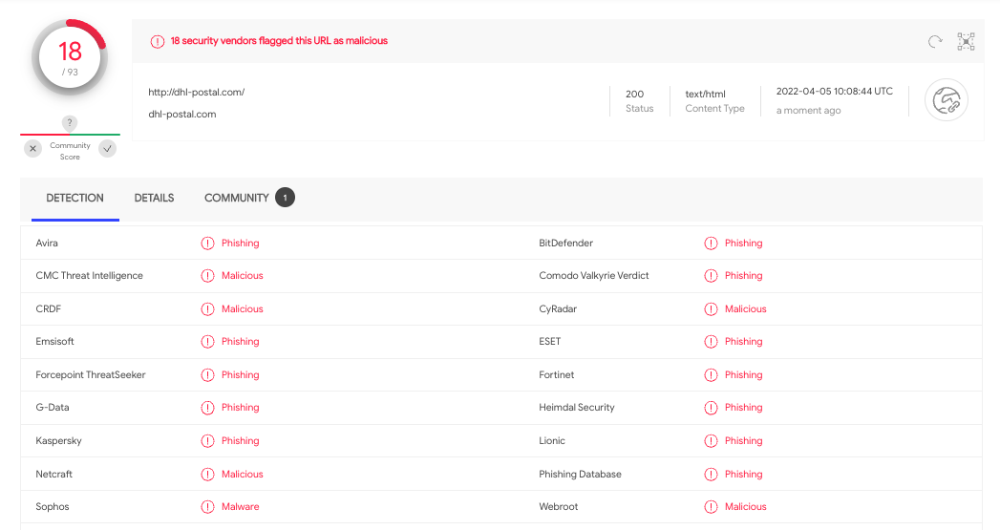 18
/ 93
18 security vendors flagged this URL as malicious
http://dhl-postal.com/
dhl-postal.com
200
Status
text/html
Content Type
2022-04-05 10:08:44 UTC
a moment ago
?
Community
Score
DETECTION DETAILS COMMUNITY 1
Avira Phishing BitDefender Phishing
CMC Threat Intelligence Malicious Comodo Valkyrie Verdict Phishing
CRDF Malicious CyRadar Malicious
Emsisoft Phishing ESET Phishing
Forcepoint ThreatSeeker Phishing Fortinet Phishing
G-Data Phishing Heimdal Security Phishing
Kaspersky Phishing Lionic Phishing
Netcraft Malicious Phishing Database Phishing
Sophos Malware Webroot Malicious